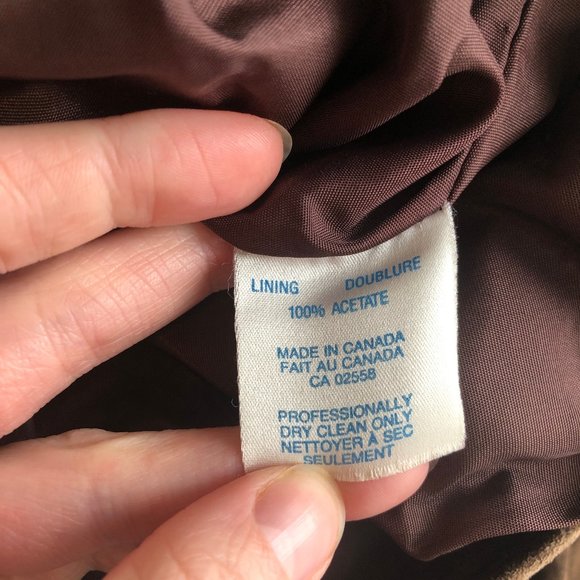 LINING DOUBLURE
100% ACETATE
MADE IN CANADA
FAIT AU CANADA
CA 02558
PROFESSIONALLY
DRY CLEAN ONLY
NETTOYER À SEC
SEULEMENT